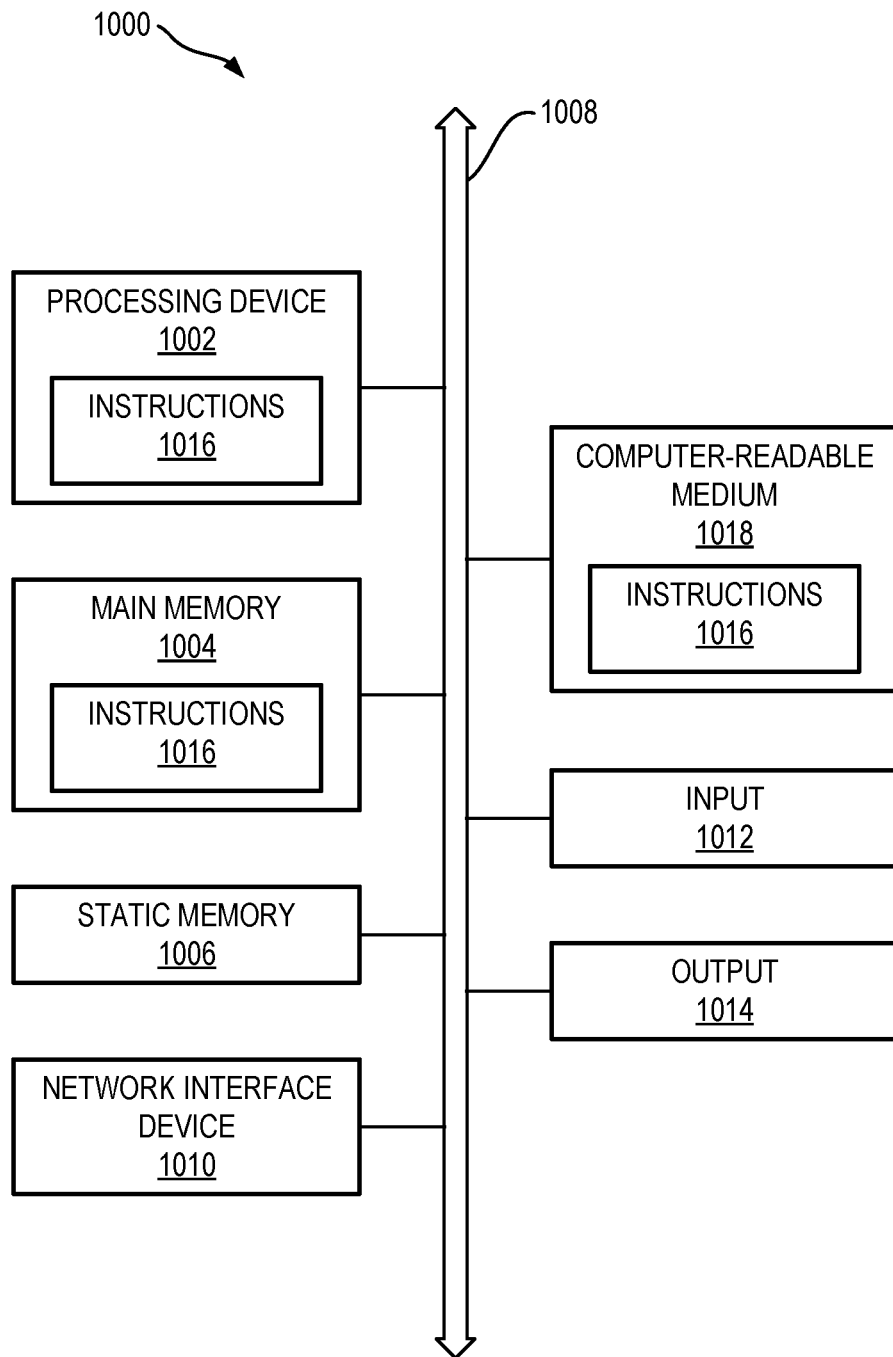 1000
1008
PROCESSING DEVICE
1002
INSTRUCTIONS
1016
MAIN MEMORY
1004
INSTRUCTIONS
1016
STATIC MEMORY
1006
NETWORK INTERFACE
DEVICE
1010
COMPUTER-READABLE
MEDIUM
1018
INSTRUCTIONS
1016
INPUT
1012
OUTPUT
1014